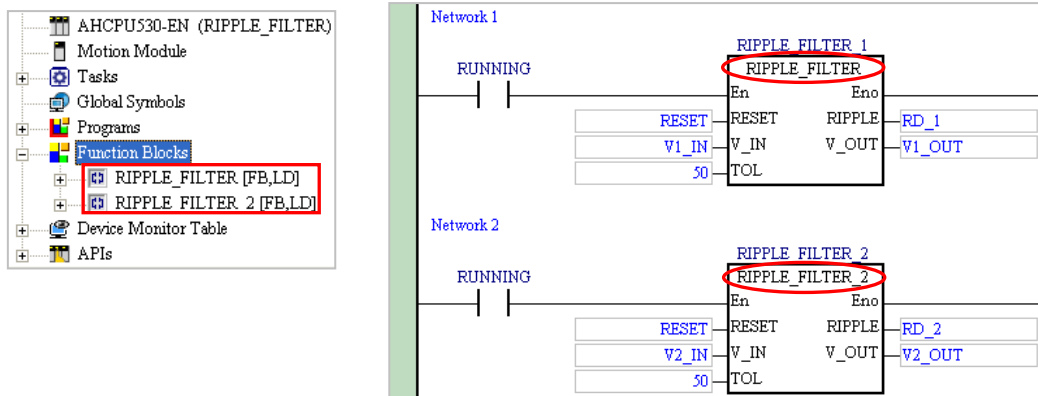 AHCPU530-EN (RIPPLE_FILTER)
Motion Module
Tasks
Global Symbols
Programs
Function Blocks
RIPPLE_FILTER [FB,LD]
RIPPLE_FILTER_2 [FB,LD]
Device Monitor Table
APIs
Network 1
RIPPLE_FILTER_1
RUNNING
RIPPLE_FILTER
En Eno
RESET RESET RIPPLE RD_1
V1_IN V_IN V_OUT V1_OUT
50 TOL
Network 2
RIPPLE_FILTER_2
RUNNING
RIPPLE_FILTER_2
En Eno
RESET RESET RIPPLE RD_2
V2_IN V_IN V_OUT V2_OUT
50 TOL